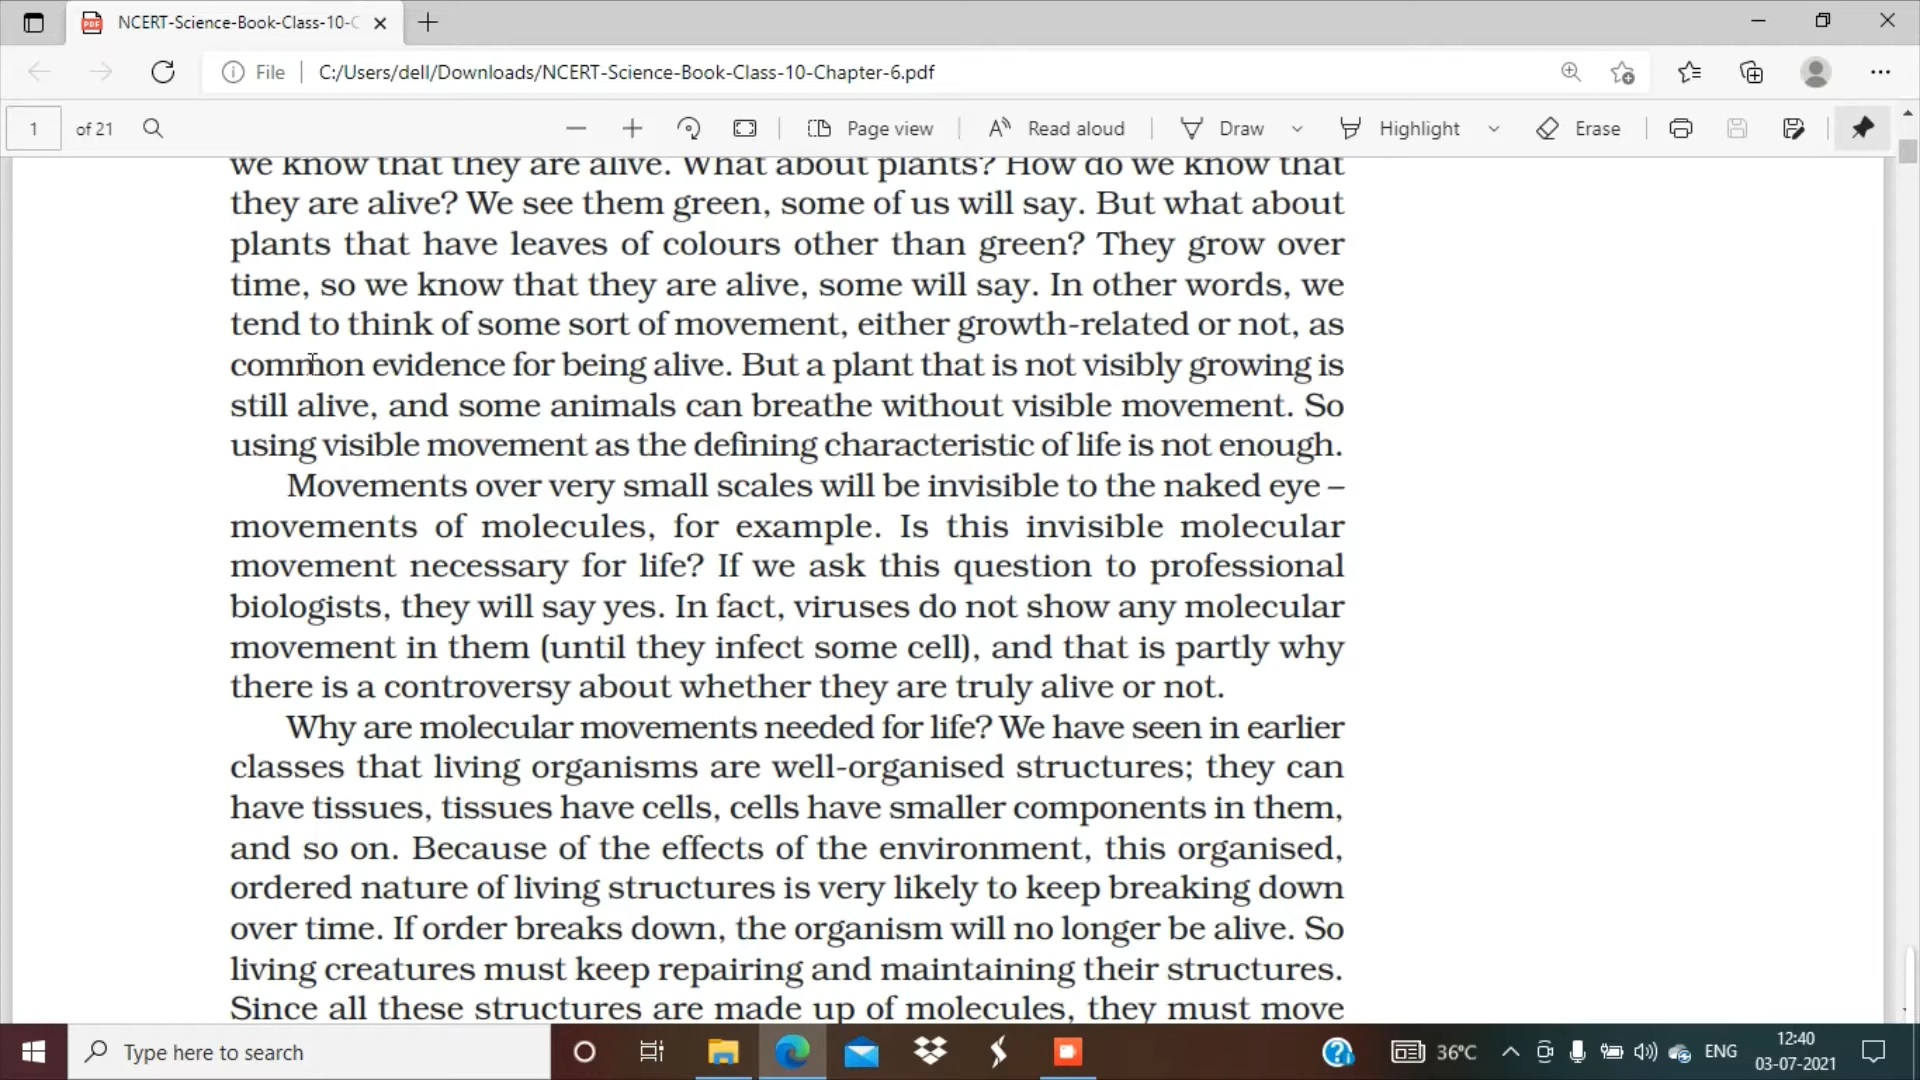 NCERT-Science-Book-Class-10-C
File
C:/Users/dell/Downloads/NCERT-Science-Book-Class-10-Chapter-6.pdf
1 of 21
Page view
Read aloud
Draw
Highlight
Erase
we know that they are alive. What about plants? How do we know that
they are alive? We see them green, some of us will say. But what about
plants that have leaves of colours other than green? They grow over
time, so we know that they are alive, some will say. In other words, we
tend to think of some sort of movement, either growth-related or not, as
common evidence for being alive. But a plant that is not visibly growing is
still alive, and some animals can breathe without visible movement. So
using visible movement as the defining characteristic of life is not enough.
Movements over very small scales will be invisible to the naked eye –
movements of molecules, for example. Is this invisible molecular
movement necessary for life? If we ask this question to professional
biologists, they will say yes. In fact, viruses do not show any molecular
movement in them (until they infect some cell), and that is partly why
there is a controversy about whether they are truly alive or not.
Why are molecular movements needed for life? We have seen in earlier
classes that living organisms are well-organised structures; they can
have tissues, tissues have cells, cells have smaller components in them,
and so on. Because of the effects of the environment, this organised,
ordered nature of living structures is very likely to keep breaking down
over time. If order breaks down, the organism will no longer be alive. So
living creatures must keep repairing and maintaining their structures.
Since all these structures are made up of molecules, they must move
Type here to search
36°C
ENG
12:40
03-07-2021